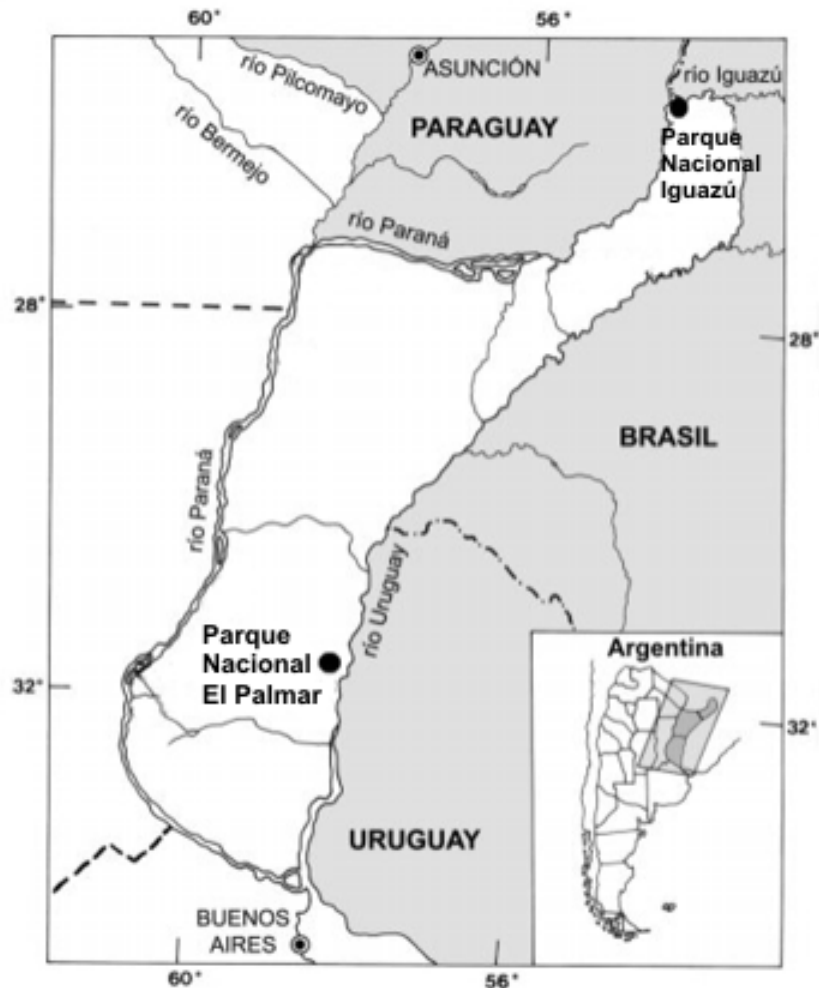 60°
56°
río Pilcomayo
ASUNCIÓN
río Iguazú
río Bermejo
PARAGUAY
Parque
Nacional
Iguazú
río Paraná
28°
28°
BRASIL
río Paraná
río Uruguay
Parque
Nacional
El Palmar
Argentina
32°
32°
URUGUAY
BUENOS
AIRES
60°
56°